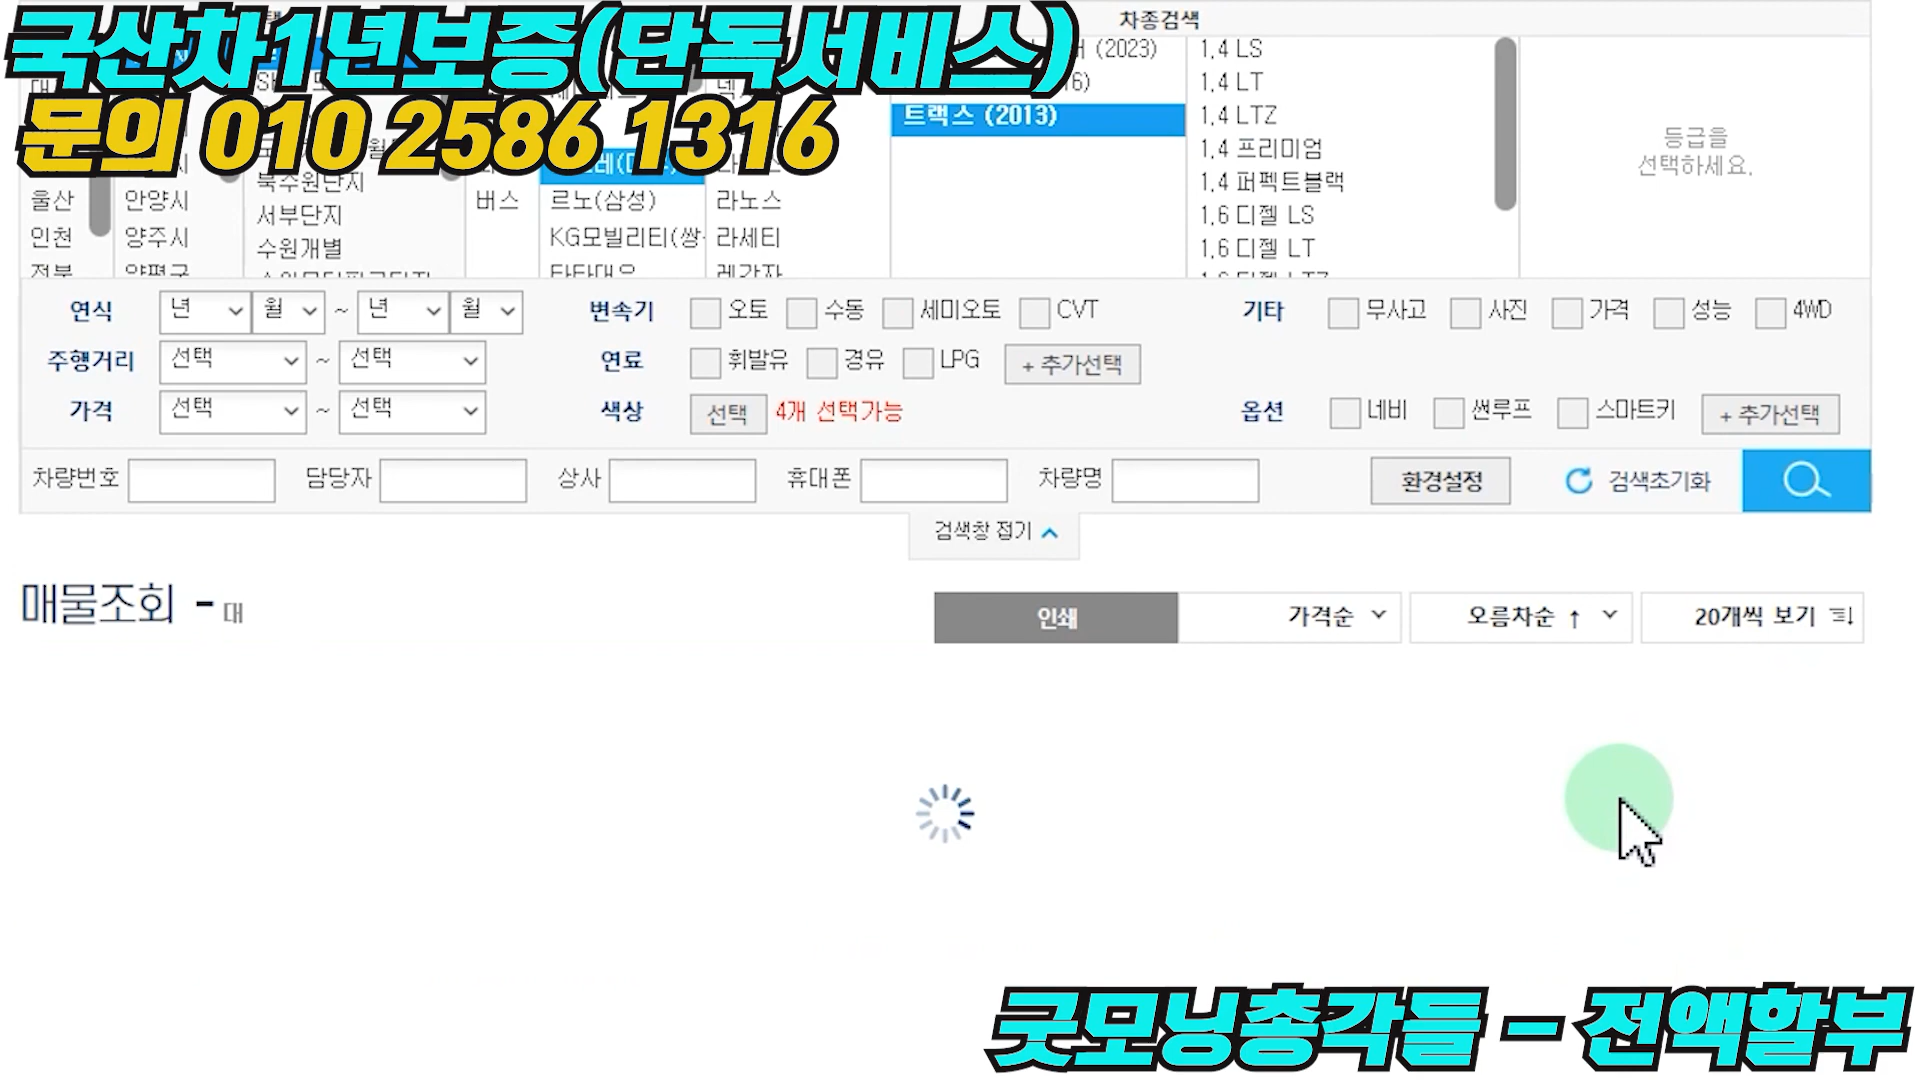 국산차1년보증(단독서비스)
문의 010 2586 1316
차종검색
(2023)
트랙스 (2013)
1.4 LS
1.4 LT
1.4 LTZ
1.4 프리미엄
1.4 퍼펙트블랙
1.6 디젤 LS
1.6 디젤 LT
등급을
선택하세요.
울산
인천
안양시
양주시
북수원단지
서부단지
수원개별
버스
르노(삼성)
KG모빌리티(쌍
라노스
라세티
연식 년 월 ~ 년 월 변속기 오토 수동 세미오토 CVT 기타 무사고 사진 가격 성능 4WD
주행거리 선택 ~ 선택 연료 휘발유 경유 LPG + 추가선택
가격 선택 ~ 선택 색상 선택 4개 선택가능 옵션 네비 썬루프 스마트키 + 추가선택
차량번호 담당자 상사 휴대폰 차량명 환경설정 검색초기화
검색창 접기
매물조회 - 대 인쇄 가격순 오름차순 ↑ 20개씩 보기
굿모닝총각들 - 전액할부